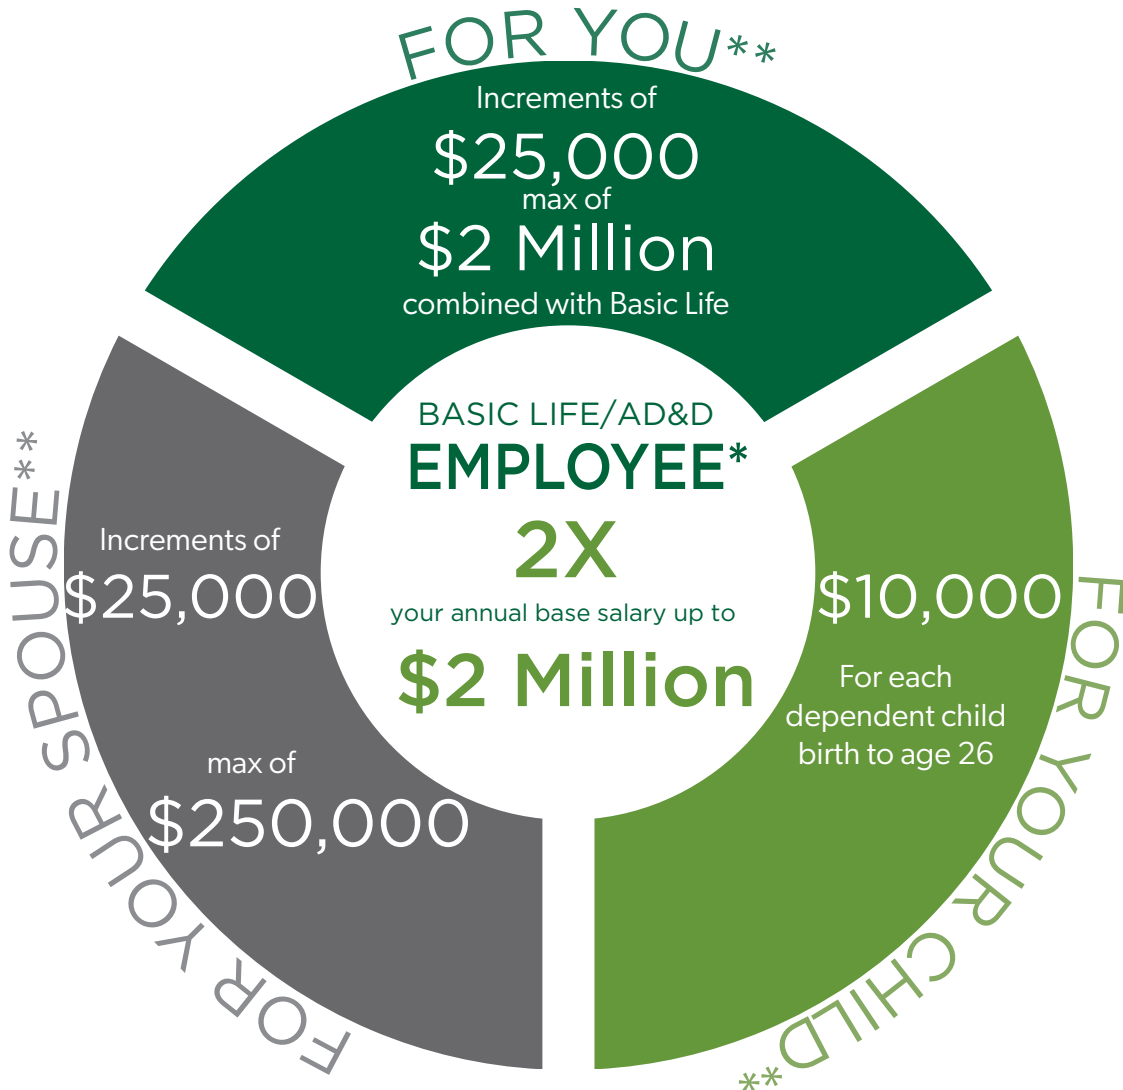 FOR YOU**
Increments of
$25,000
max of
$2 Million
combined with Basic Life
BASIC LIFE/AD&D
EMPLOYEE*
2X
your annual base salary up to
$2 Million
FOR YOUR SPOUSE**
Increments of
$25,000
max of
$250,000
$10,000
For each
dependent child
birth to age 26
FOR YOUR CHILD**